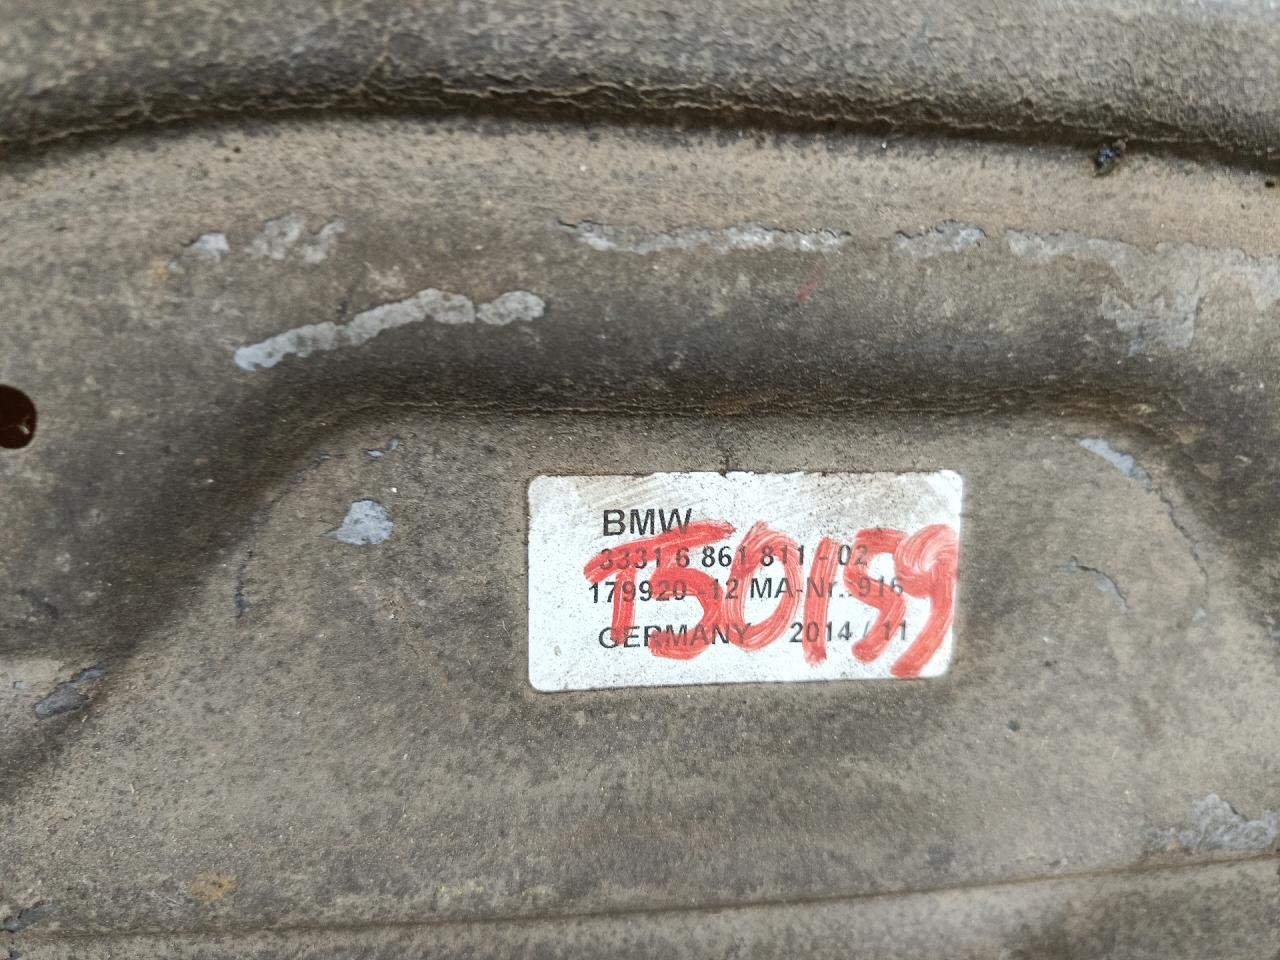 BMW
3331 6 861 811 - 02
179920 -12 MA-Nr.:916
GERMANY 2014 / 11
T50159